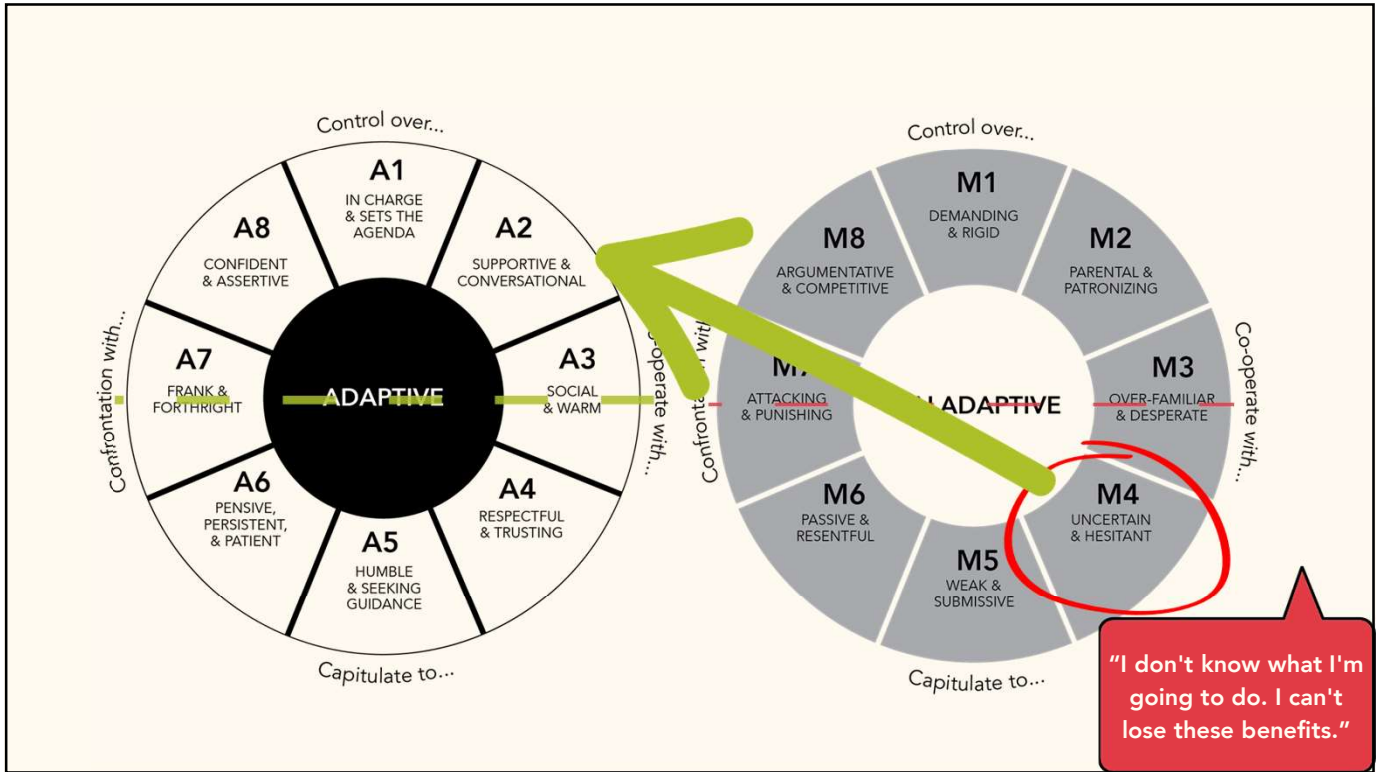 Control over...
A1
IN CHARGE
& SETS THE
AGENDA
A2
SUPPORTIVE &
CONVERSATIONAL
A3
SOCIAL
& WARM
A4
RESPECTFUL
& TRUSTING
A5
HUMBLE
& SEEKING
GUIDANCE
A6
PENSIVE,
PERSISTENT,
& PATIENT
A7
FRANK &
FORTHRIGHT
A8
CONFIDENT
& ASSERTIVE
ADAPTIVE
Confrontation with...
operate with...
Capitulate to...
Control over...
M1
DEMANDING
& RIGID
M2
PARENTAL &
PATRONIZING
M3
OVER-FAMILIAR
& DESPERATE
M4
UNCERTAIN
& HESITANT
M5
WEAK &
SUBMISSIVE
M6
PASSIVE &
RESENTFUL
ATTACKING
& PUNISHING
M8
ARGUMENTATIVE
& COMPETITIVE
ADAPTIVE
with
Co-operate with...
Capitulate to...
"I don't know what I'm
going to do. I can't
lose these benefits."